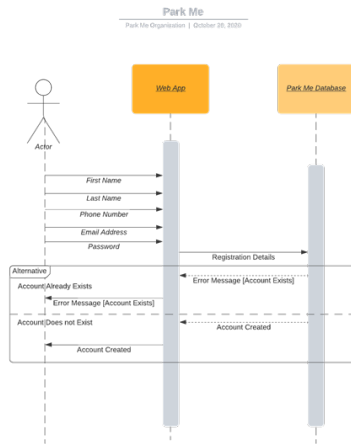 Park Me
Park Me Organisation | October 20, 2020
Web App
Park Me Database
Actor
First Name
Last Name
Phone Number
Email Address
Password
Registration Details
Alternative
Error Message [Account Exists]
Account Already Exists
Error Message [Account Exists]
Account Does not Exist
Account Created
Account Created